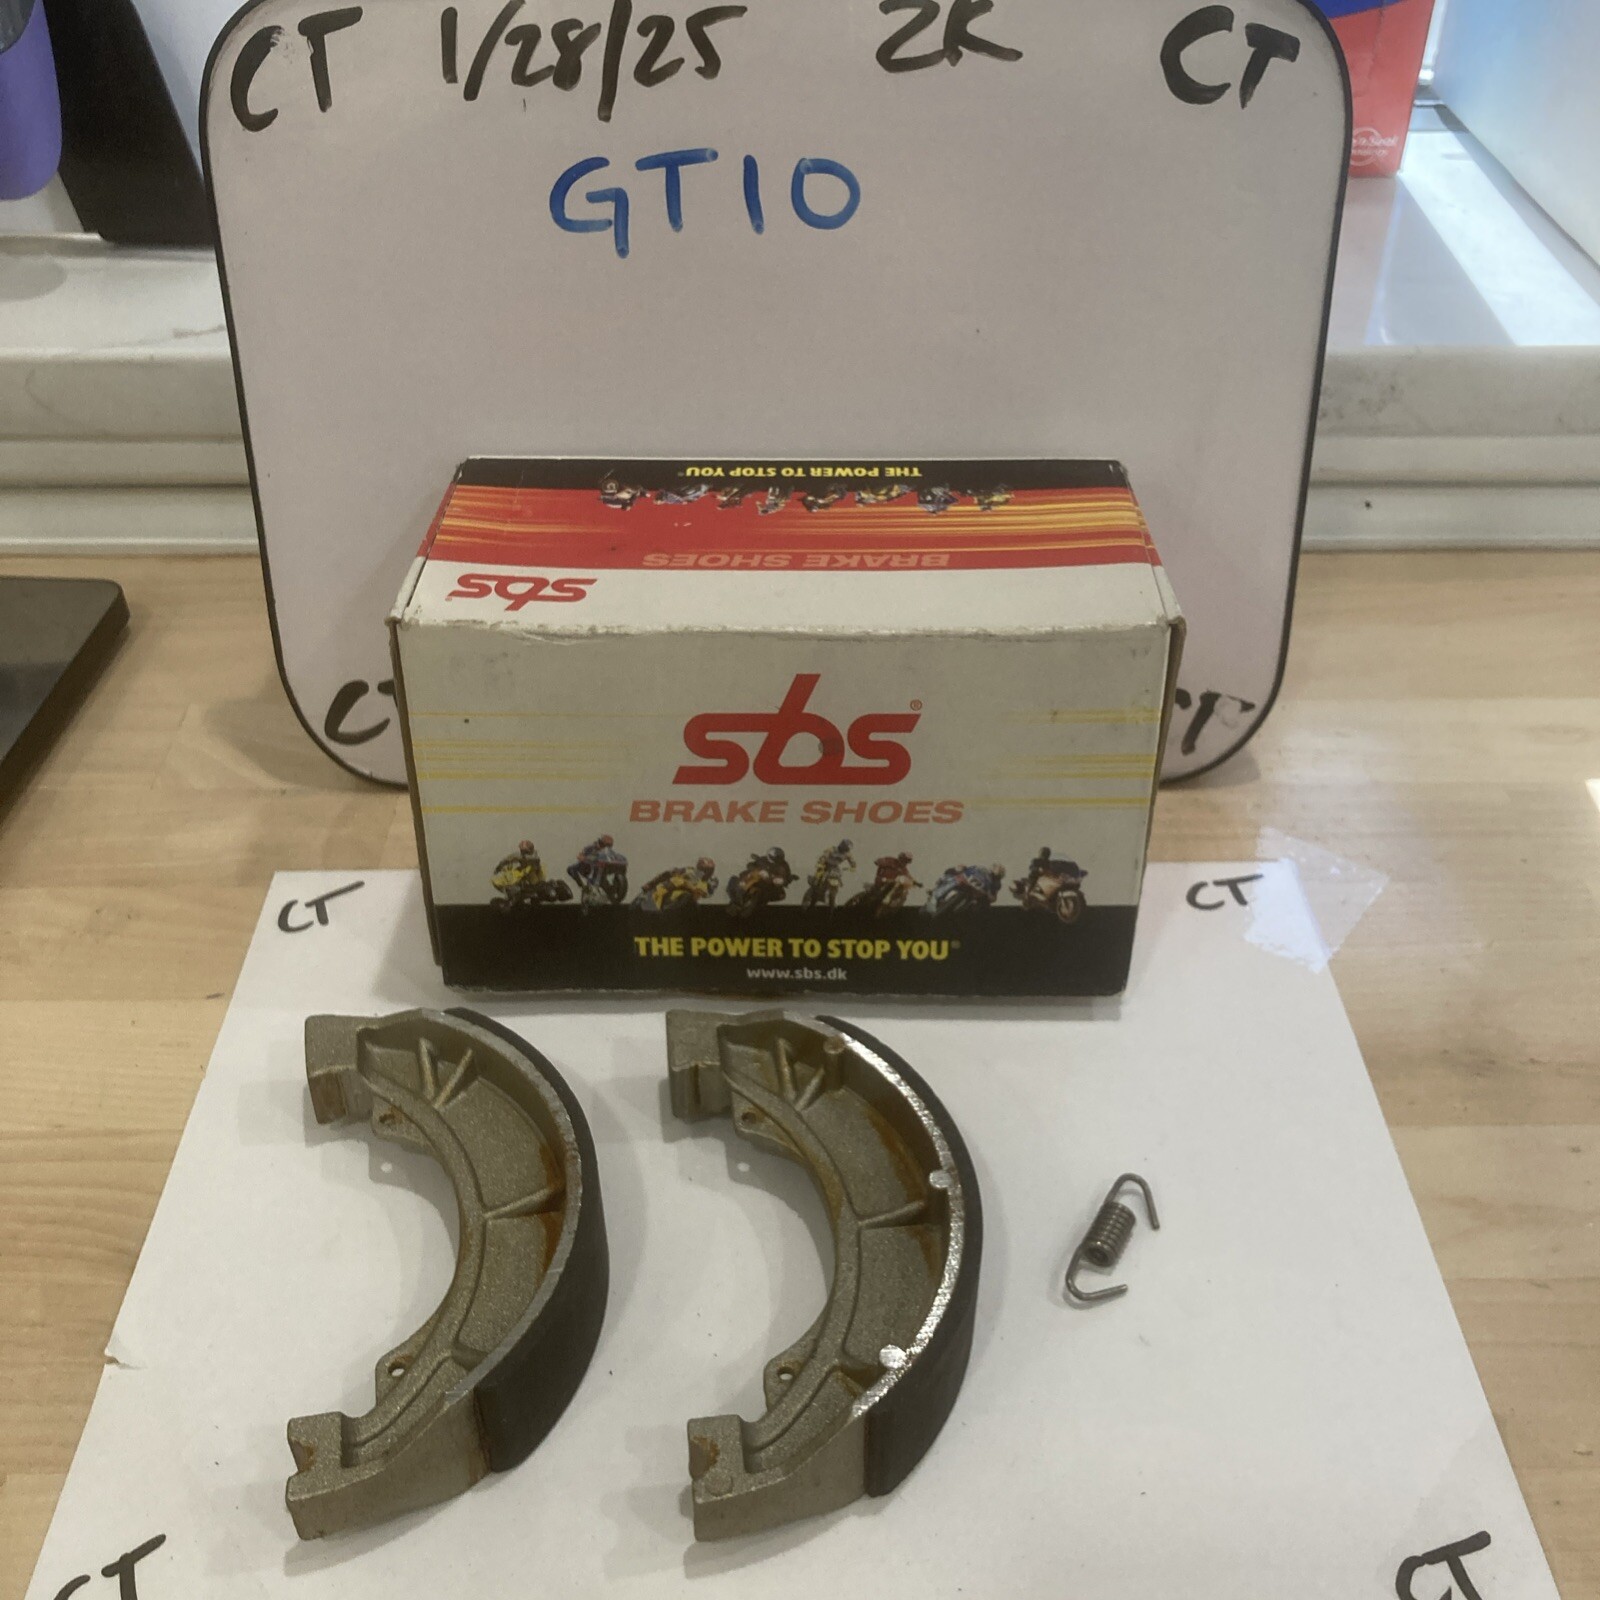 CT 1/28/25 2K CT
GT10
THE POWER TO STOP YOU®
BRAKE SHOES
sbs
CT
CT
sbs®
BRAKE SHOES
THE POWER TO STOP YOU®
www.sbs.dk
CT
CT
CT
CT